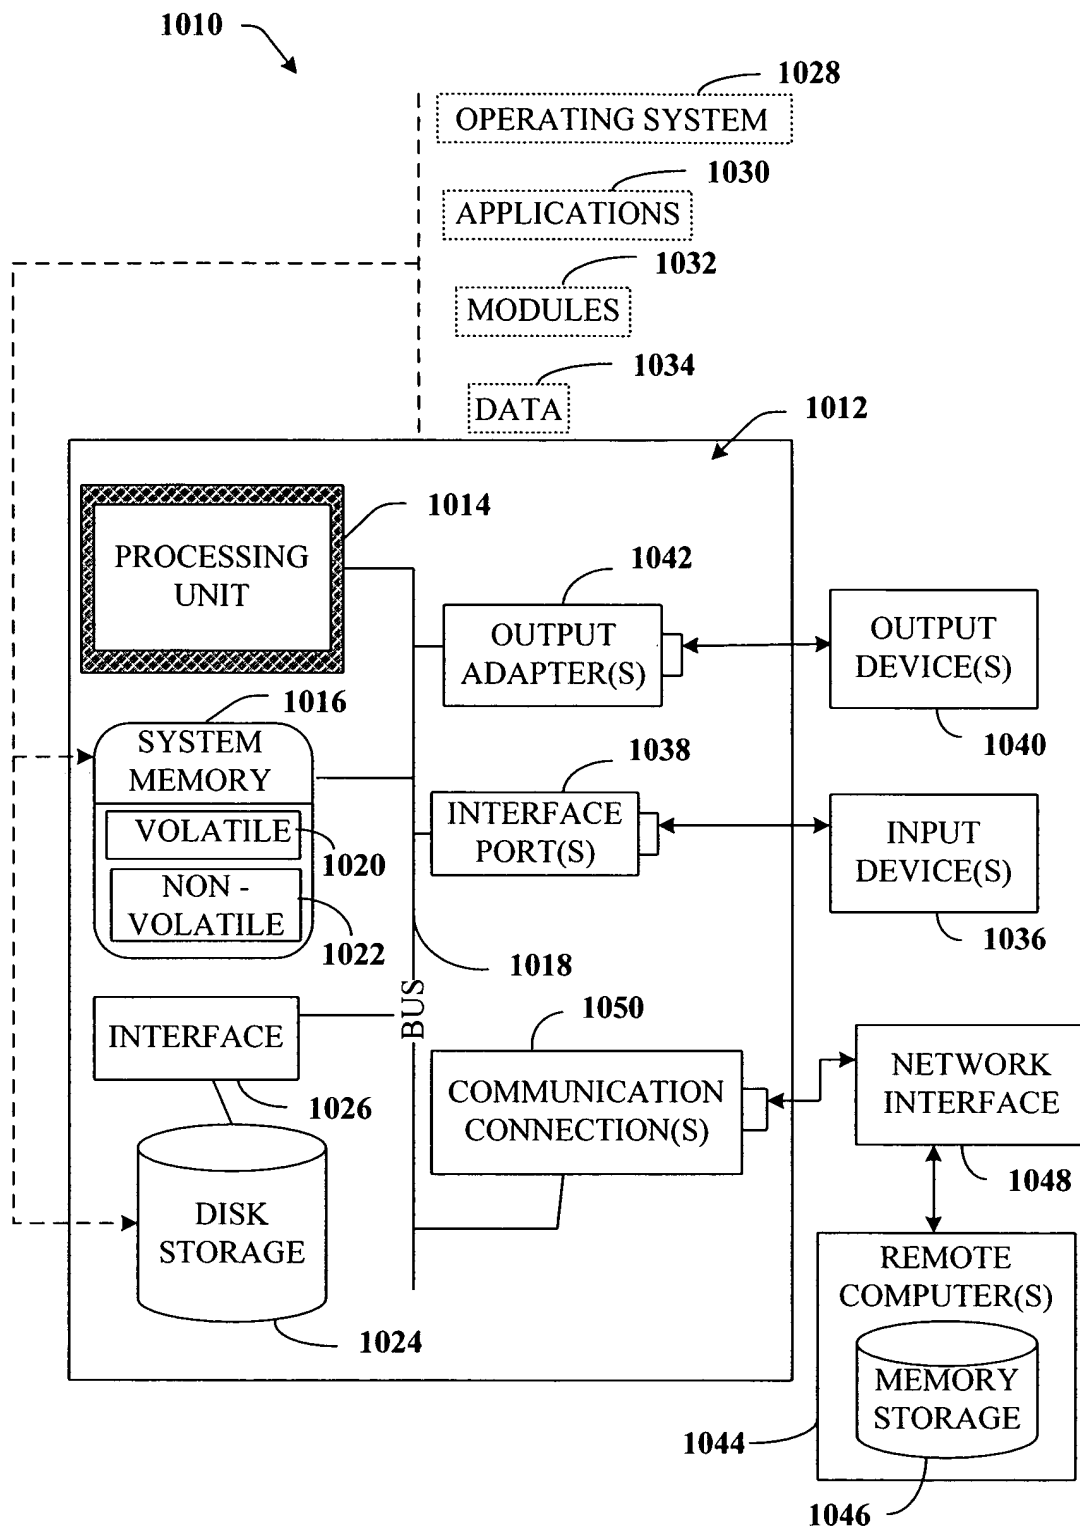 1010
1028
OPERATING SYSTEM
1030
APPLICATIONS
1032
MODULES
1034
DATA
1012
1014
PROCESSING
UNIT
1042
OUTPUT
ADAPTER(S)
OUTPUT
DEVICE(S)
1040
1016
SYSTEM
MEMORY
VOLATILE
1020
NON -
VOLATILE
1022
1038
INTERFACE
PORT(S)
INPUT
DEVICE(S)
1036
1018
BUS
INTERFACE
1026
1050
COMMUNICATION
CONNECTION(S)
NETWORK
INTERFACE
1048
DISK
STORAGE
1024
REMOTE
COMPUTER(S)
MEMORY
STORAGE
1044
1046